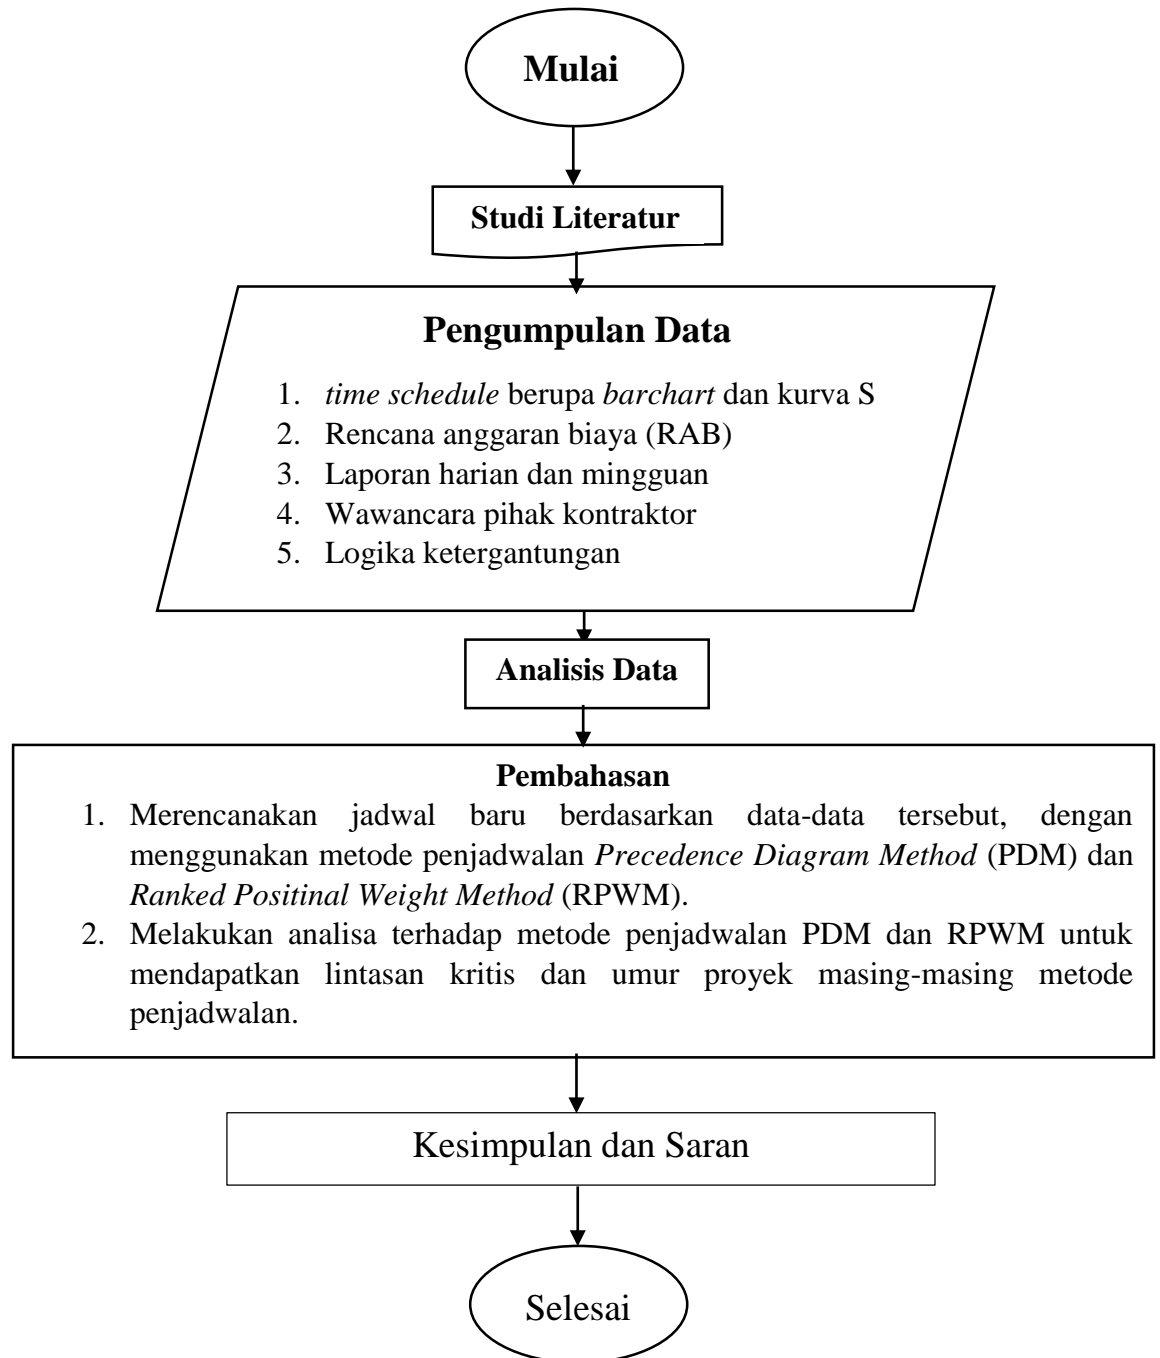 Mulai
Studi Literatur
Pengumpulan Data
1. time schedule berupa barchart dan kurva S
2. Rencana anggaran biaya (RAB)
3. Laporan harian dan mingguan
4. Wawancara pihak kontraktor
5. Logika ketergantungan
Analisis Data
Pembahasan
1. Merencanakan jadwal baru berdasarkan data-data tersebut, dengan
menggunakan metode penjadwalan Precedence Diagram Method (PDM) dan
Ranked Positinal Weight Method (RPWM).
2. Melakukan analisa terhadap metode penjadwalan PDM dan RPWM untuk
mendapatkan lintasan kritis dan umur proyek masing-masing metode
penjadwalan.
Kesimpulan dan Saran
Selesai